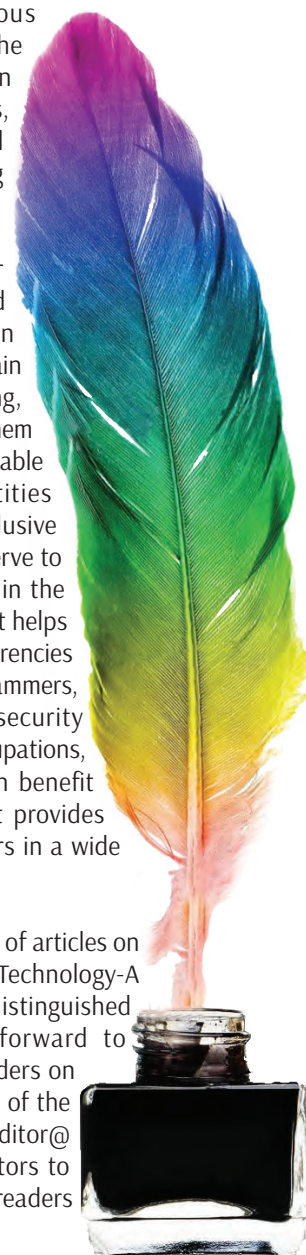 ous
he
n
s,
l
g
-
d
n
ain
ng,
hem
able
tities
lusive
erve to
in the
t helps
rrencies
ammers,
security
upations,
n benefit
t provides
rs in a wide
of articles on
Technology-A
istinguished
forward to
ders on
of the
ditor@
tors to
readers